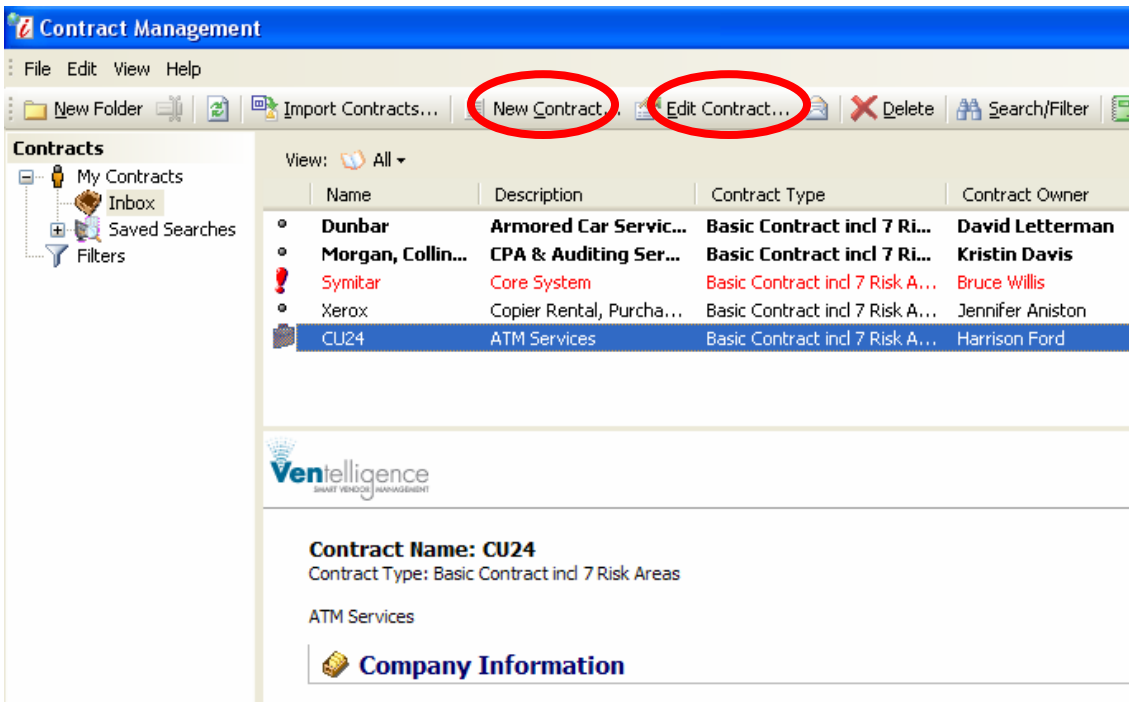 Contract Management
File Edit View Help
New Folder Import Contracts... New Contract... Edit Contract... Delete Search/Filter
Contracts
My Contracts
Inbox
Saved Searches
Filters
View: All
Name Description Contract Type Contract Owner
Dunbar Armored Car Servic... Basic Contract incl 7 Ri... David Letterman
Morgan, Collin... CPA & Auditing Ser... Basic Contract incl 7 Ri... Kristin Davis
Symitar Core System Basic Contract incl 7 Risk A... Bruce Willis
Xerox Copier Rental, Purcha... Basic Contract incl 7 Risk A... Jennifer Aniston
CU24 ATM Services Basic Contract incl 7 Risk A... Harrison Ford
Ventelligence
SMART VENDOR MANAGEMENT
Contract Name: CU24
Contract Type: Basic Contract incl 7 Risk Areas
ATM Services
Company Information